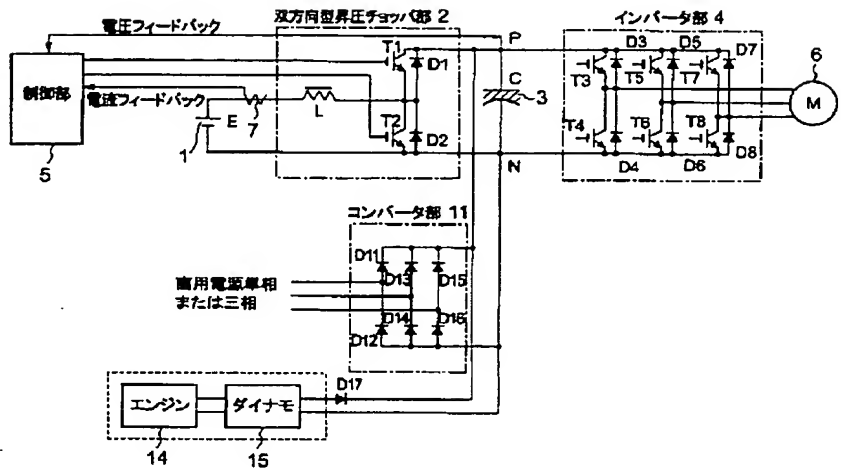 双方向型昇圧チョッパ部 2
インバータ部 4
電圧フィードバック
P
T1
D1
D3
D5
D7
6
制御部
T3
T5
T7
C
3
M
電流フィードバック
E
7
L
T2
D2
T4
T6
T8
1
5
N
D4
D6
D8
コンバータ部 11
D11
D13
D15
商用電源単相
または三相
D14
D16
D12
D17
エンジン
ダイナモ
14
15